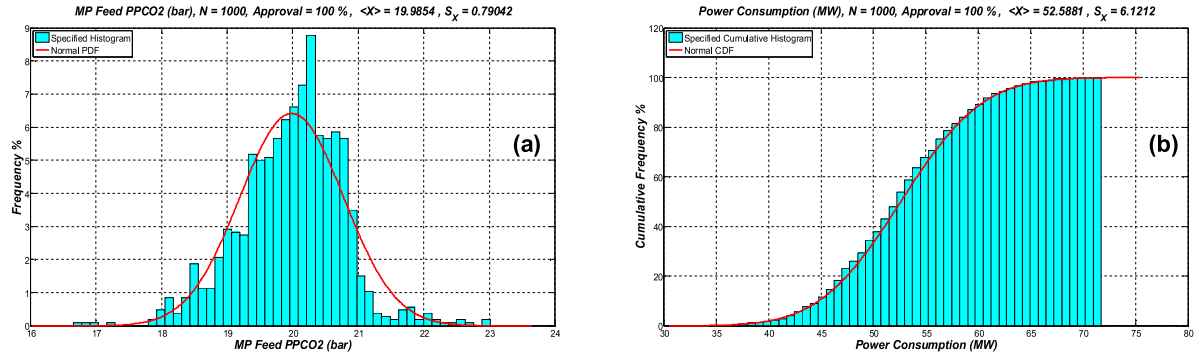 MP Feed PPCO2 (bar), N = 1000, Approval = 100 %, <X> = 19.9854 , S_X = 0.79042
Specified Histogram
Normal PDF
(a)
Frequency %
9
8
7
6
5
4
3
2
1
0
16 17 18 19 20 21 22 23 24
MP Feed PPCO2 (bar)
Power Consumption (MW), N = 1000, Approval = 100 %, <X> = 52.5881 , S_X = 6.1212
Specified Cumulative Histogram
Normal CDF
(b)
Cumulative Frequency %
120
100
80
60
40
20
0
30 35 40 45 50 55 60 65 70 75 80
Power Consumption (MW)